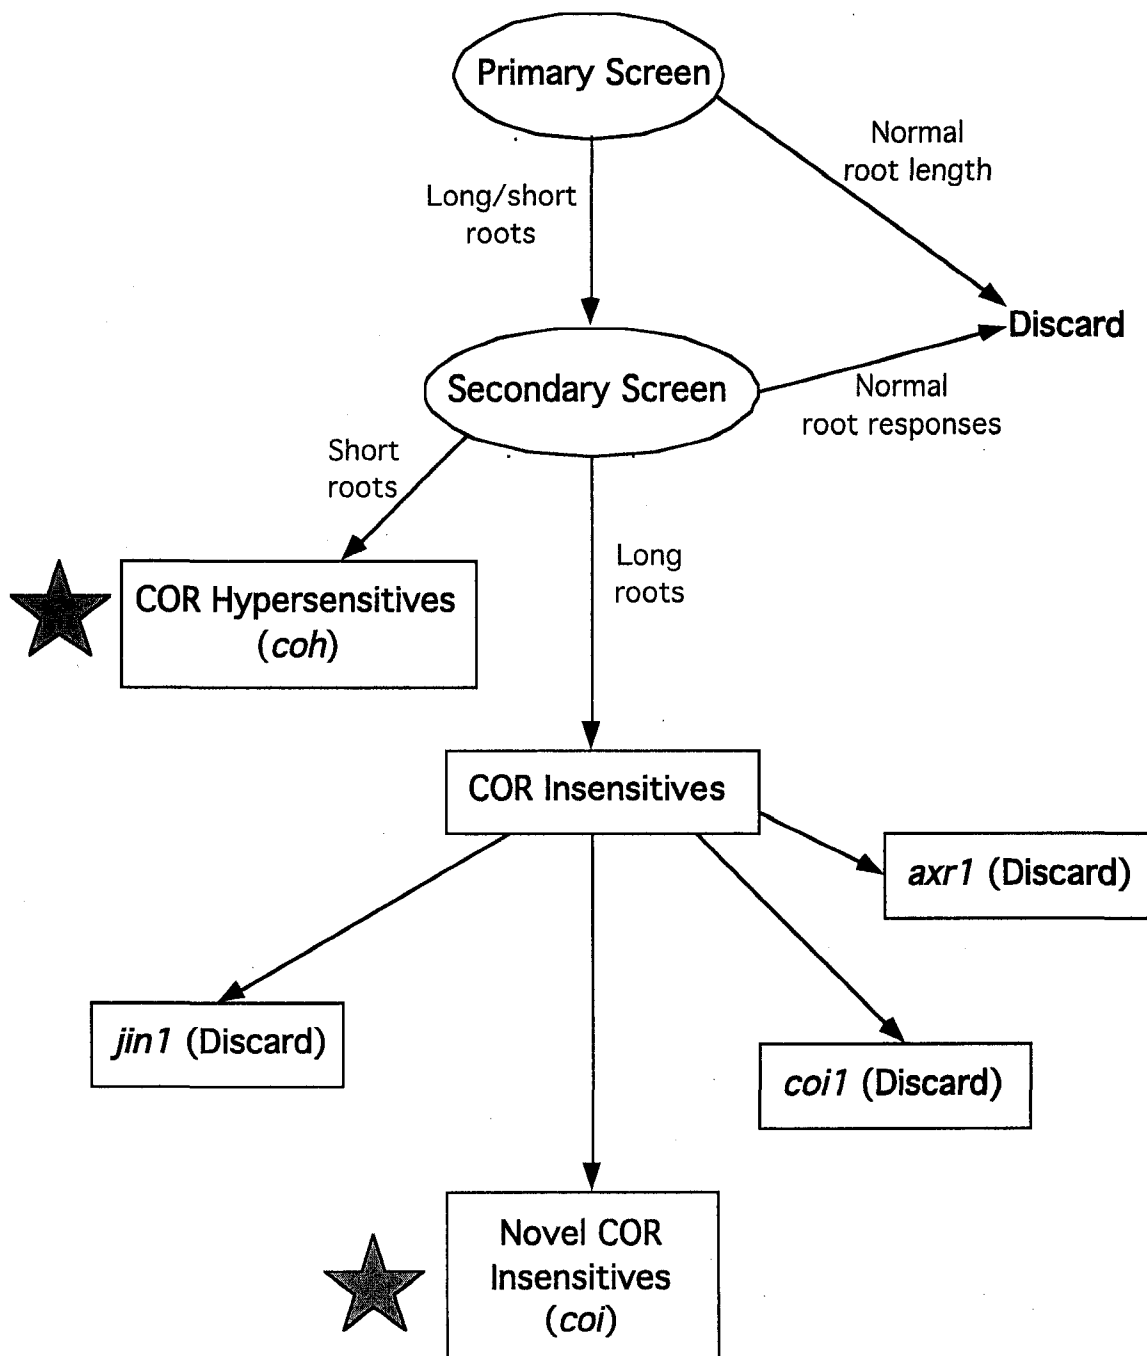 Primary Screen
Normal
root length
Long/short
roots
Discard
Secondary Screen
Normal
root responses
Short
roots
Long
roots
COR Hypersensitives
(coh)
COR Insensitives
axr1 (Discard)
jin1 (Discard)
coi1 (Discard)
Novel COR
Insensitives
(coi)